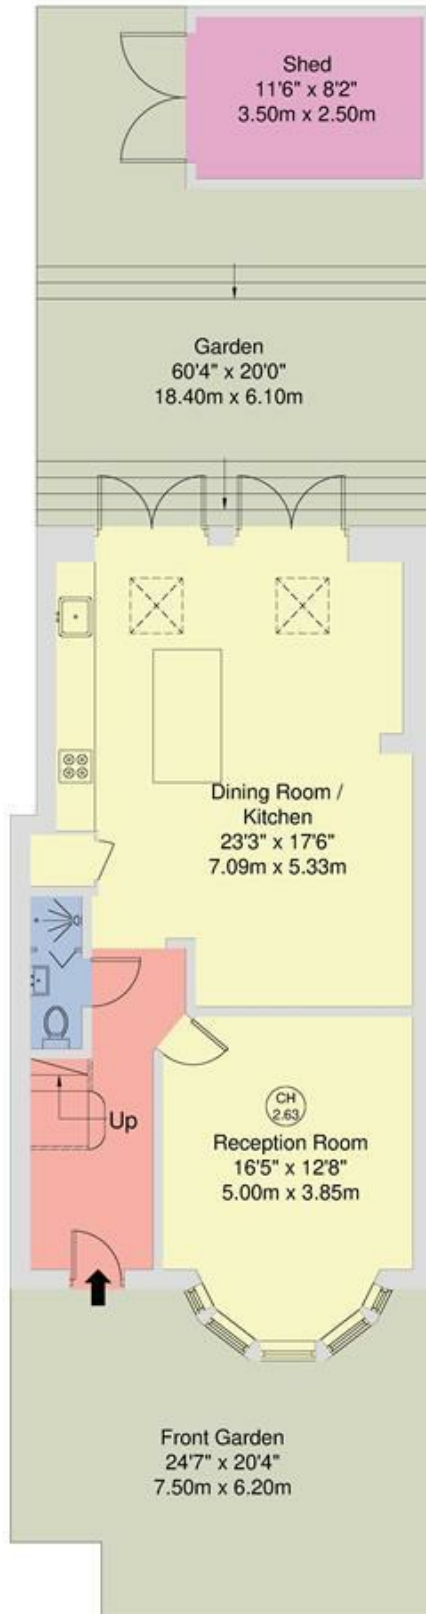 Shed
11'6" x 8'2"
3.50m x 2.50m
Garden
60'4" x 20'0"
18.40m x 6.10m
Dining Room /
Kitchen
23'3" x 17'6"
7.09m x 5.33m
CH
2.63
Reception Room
16'5" x 12'8"
5.00m x 3.85m
Up
Front Garden
24'7" x 20'4"
7.50m x 6.20m